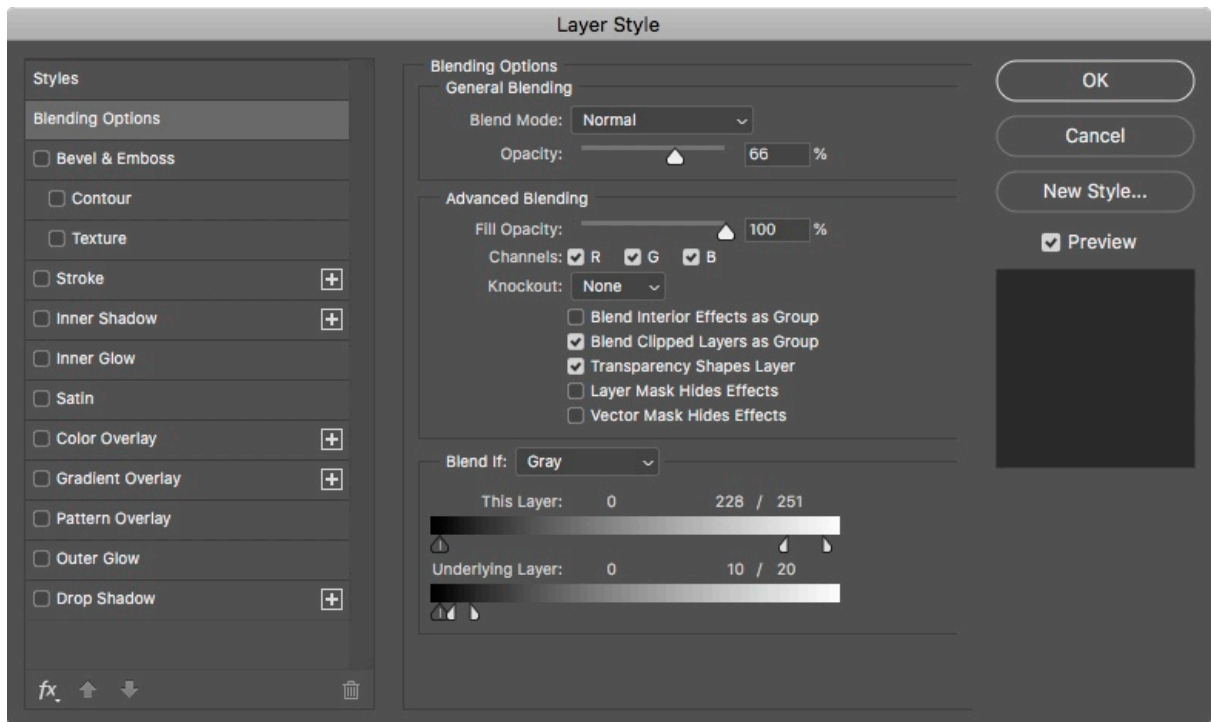 Layer Style
Styles
Blending Options
Bevel & Emboss
Contour
Texture
Stroke
Inner Shadow
Inner Glow
Satin
Color Overlay
Gradient Overlay
Pattern Overlay
Outer Glow
Drop Shadow
fx
Blending Options
General Blending
Blend Mode: Normal
Opacity: 66 %
Advanced Blending
Fill Opacity: 100 %
Channels: R G B
Knockout: None
Blend Interior Effects as Group
Blend Clipped Layers as Group
Transparency Shapes Layer
Layer Mask Hides Effects
Vector Mask Hides Effects
Blend If: Gray
This Layer: 0 228 / 251
Underlying Layer: 0 10 / 20
OK
Cancel
New Style...
Preview